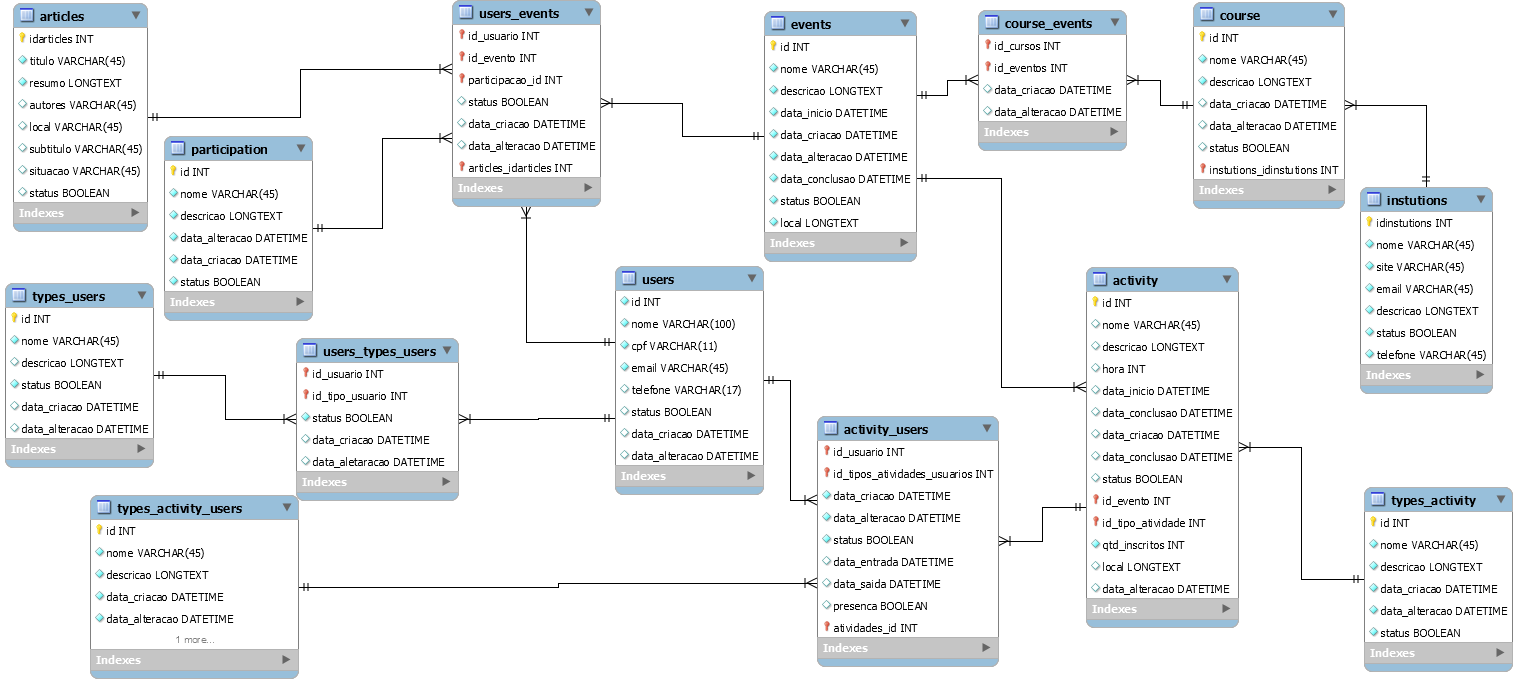 articles
idarticles INT
titulo VARCHAR(45)
resumo LONGTEXT
autores VARCHAR(45)
local VARCHAR(45)
subtitulo VARCHAR(45)
situacao VARCHAR(45)
status BOOLEAN
Indexes
participation
id INT
nome VARCHAR(45)
descricao LONGTEXT
data_alteracao DATETIME
data_criacao DATETIME
status BOOLEAN
Indexes
users_events
id_usuario INT
id_evento INT
participacao_id INT
status BOOLEAN
data_criacao DATETIME
data_alteracao DATETIME
articles_idarticles INT
Indexes
events
id INT
nome VARCHAR(45)
descricao LONGTEXT
data_inicio DATETIME
data_criacao DATETIME
data_alteracao DATETIME
data_conclusao DATETIME
status BOOLEAN
local LONGTEXT
Indexes
course_events
id_cursos INT
id_eventos INT
data_criacao DATETIME
data_alteracao DATETIME
Indexes
course
id INT
nome VARCHAR(45)
descricao LONGTEXT
data_criacao DATETIME
data_alteracao DATETIME
status BOOLEAN
instutions_idinstutions INT
Indexes
instutions
idinstutions INT
nome VARCHAR(45)
site VARCHAR(45)
email VARCHAR(45)
descricao LONGTEXT
status BOOLEAN
telefone VARCHAR(45)
Indexes
types_users
id INT
nome VARCHAR(45)
descricao LONGTEXT
status BOOLEAN
data_criacao DATETIME
data_alteracao DATETIME
Indexes
users_types_users
id_usuario INT
id_tipo_usuario INT
status BOOLEAN
data_criacao DATETIME
data_aletaracao DATETIME
Indexes
users
id INT
nome VARCHAR(100)
cpf VARCHAR(11)
email VARCHAR(45)
telefone VARCHAR(17)
status BOOLEAN
data_criacao DATETIME
data_alteracao DATETIME
Indexes
activity
id INT
nome VARCHAR(45)
descricao LONGTEXT
hora INT
data_inicio DATETIME
data_conclusao DATETIME
data_criacao DATETIME
data_conclusao DATETIME
status BOOLEAN
id_evento INT
id_tipo_atividade INT
qtd_inscritos INT
local LONGTEXT
data_alteracao DATETIME
Indexes
types_activity_users
id INT
nome VARCHAR(45)
descricao LONGTEXT
data_criacao DATETIME
data_alteracao DATETIME
1 more...
Indexes
activity_users
id_usuario INT
id_tipos_atividades_usuarios INT
data_criacao DATETIME
data_alteracao DATETIME
status BOOLEAN
data_entrada DATETIME
data_saida DATETIME
presenca BOOLEAN
atividades_id INT
Indexes
types_activity
id INT
nome VARCHAR(45)
descricao LONGTEXT
data_criacao DATETIME
data_alteracao DATETIME
status BOOLEAN
Indexes